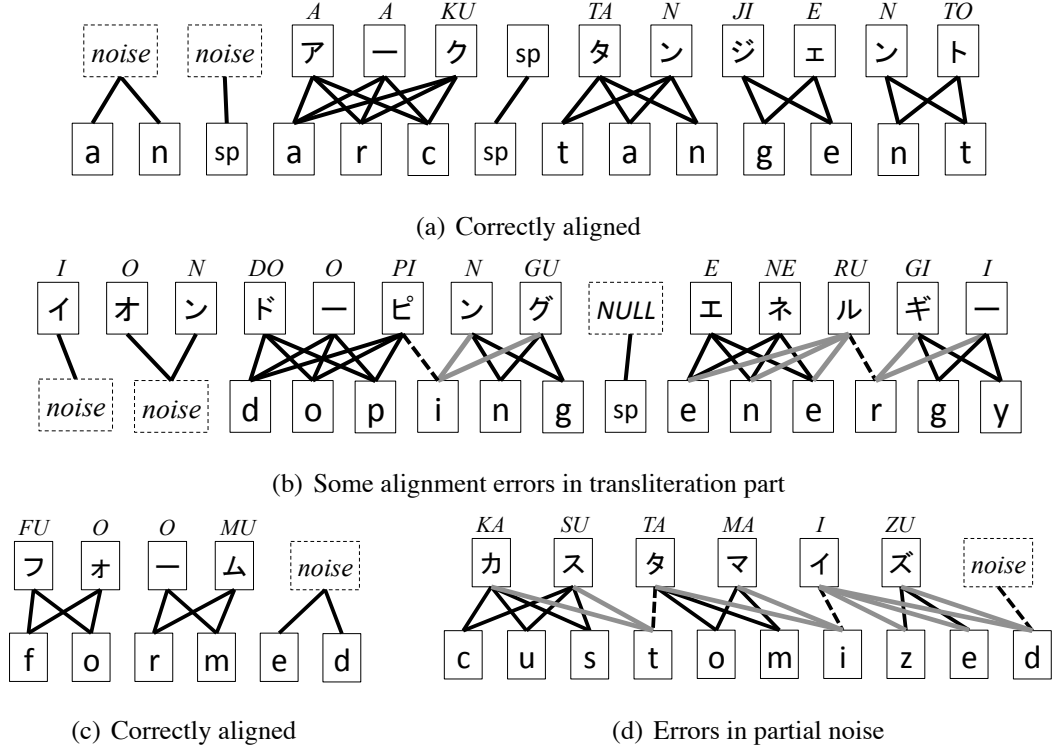 A A KU TA N JI E N TO
noise noise ア ー ク sp タ ン ジ ェ ン ト
a n sp a r c sp t a n g e n t
(a) Correctly aligned
I O N DO O PI N GU E NE RU GI I
イ オ ン ド ー ピ ン グ NULL エ ネ ル ギ ー
noise noise d o p i n g sp e n e r g y
(b) Some alignment errors in transliteration part
FU O O MU
フ ォ ー ム noise
f o r m e d
(c) Correctly aligned
KA SU TA MA I ZU
カ ス タ マ イ ズ noise
c u s t o m i z e d
(d) Errors in partial noise